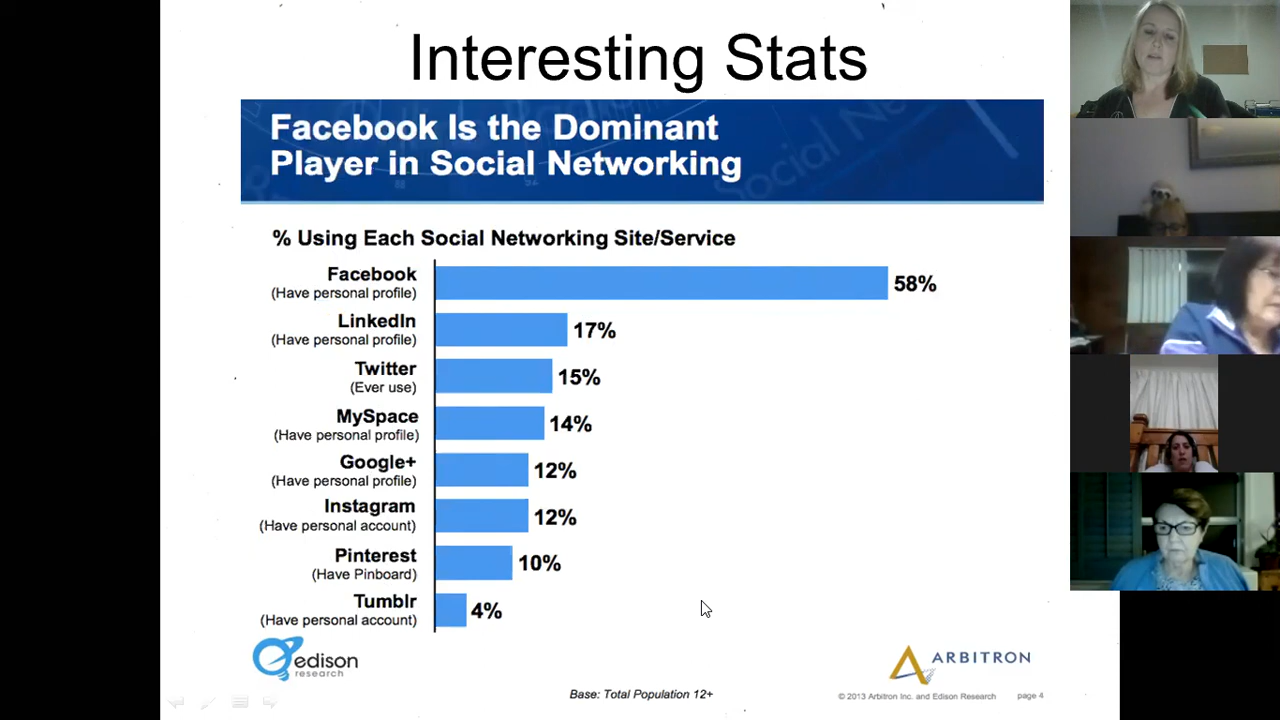 Interesting Stats
Facebook Is the Dominant
Player in Social Networking
% Using Each Social Networking Site/Service
Facebook
(Have personal profile)
58%
LinkedIn
(Have personal profile)
17%
Twitter
(Ever use)
15%
MySpace
(Have personal profile)
14%
Google+
(Have personal profile)
12%
Instagram
(Have personal account)
12%
Pinterest
(Have Pinboard)
10%
Tumblr
(Have personal account)
4%
edison
research
ARBITRON
Base: Total Population 12+
© 2013 Arbitron Inc. and Edison Research
page 4